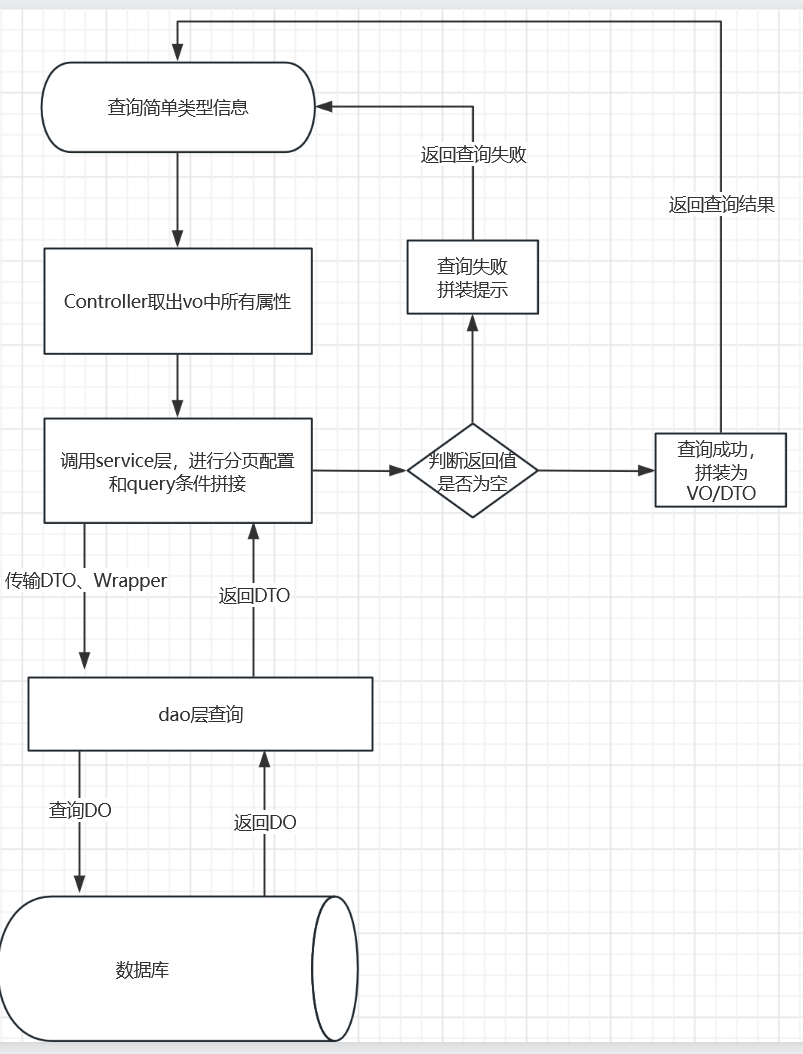 查询简单类型信息
返回查询失败
返回查询结果
查询失败
拼装提示
Controller取出vo中所有属性
调用service层，进行分页配置
和query条件拼接
判断返回值
是否为空
查询成功，
拼装为
VO/DTO
传输DTO、Wrapper
返回DTO
dao层查询
查询DO
返回DO
数据库